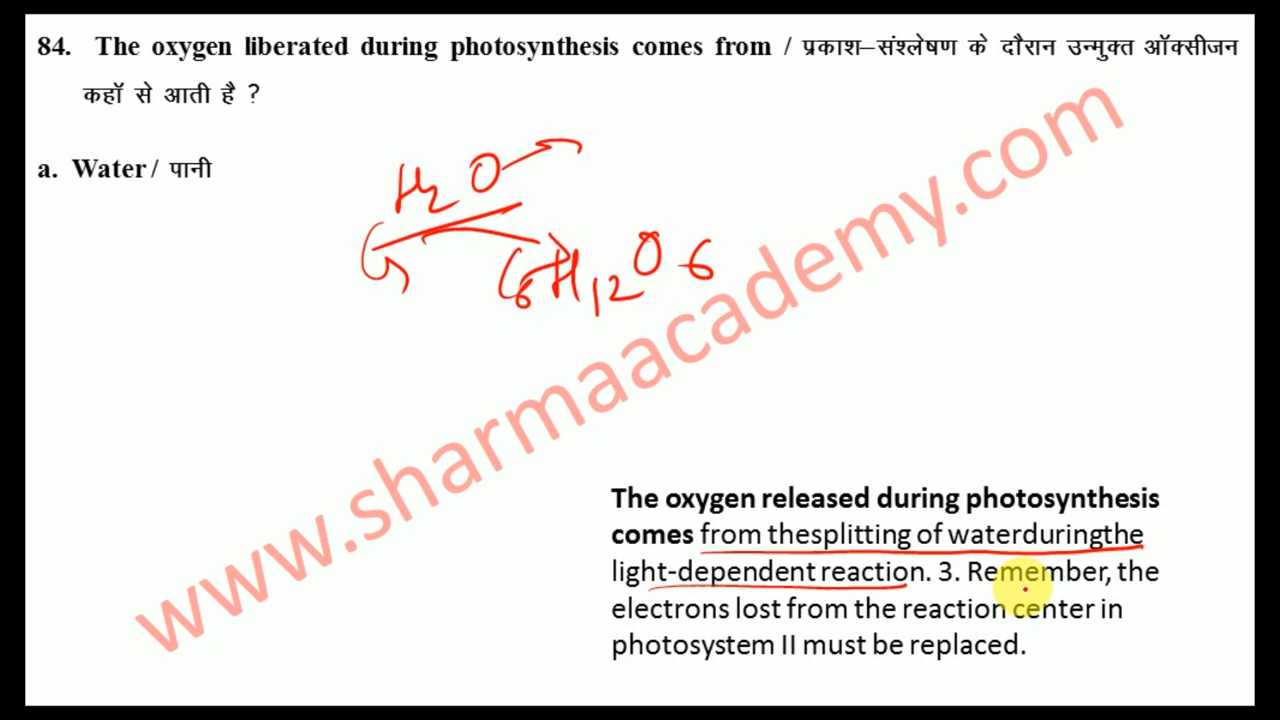 84. The oxygen liberated during photosynthesis comes from / प्रकाश–संश्लेषण के दौरान उन्मुक्त ऑक्सीजन
कहॉ से आती है ?
a. Water / पानी
H2O
C6H12O6
www.sharmaacademy.com
The oxygen released during photosynthesis
comes from thesplitting of waterduringthe
light-dependent reaction. 3. Remember, the
electrons lost from the reaction center in
photosystem II must be replaced.